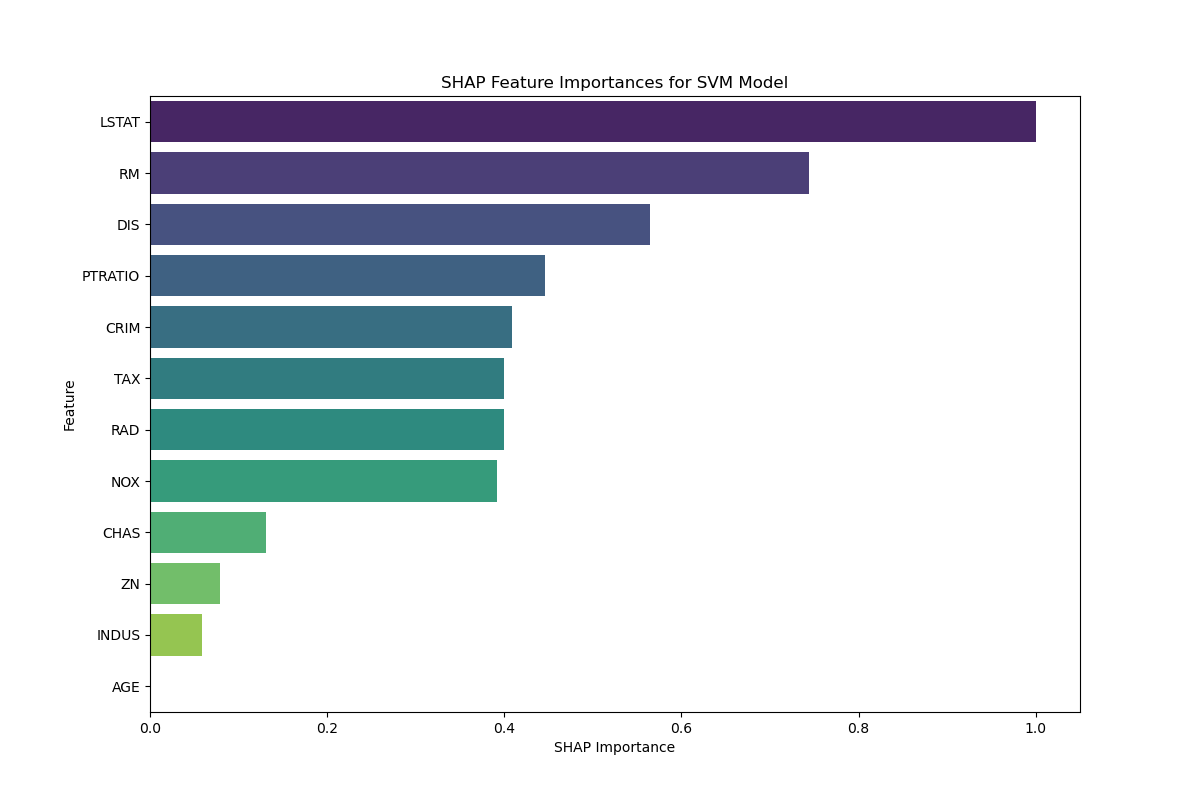 SHAP Feature Importances for SVM Model
LSTAT
RM
DIS
PTRATIO
CRIM
TAX
RAD
NOX
CHAS
ZN
INDUS
AGE
Feature
0.0 0.2 0.4 0.6 0.8 1.0
SHAP Importance